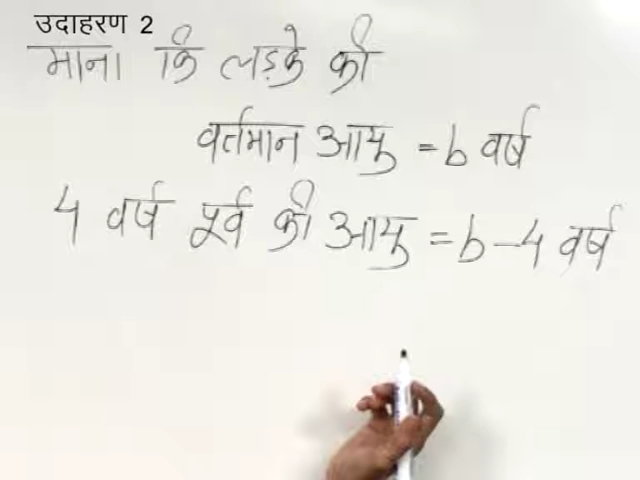 उदाहरण 2
माना कि लड़के की
वर्तमान आयु = b वर्ष
4 वर्ष पूर्व की आयु = b - 4 वर्ष